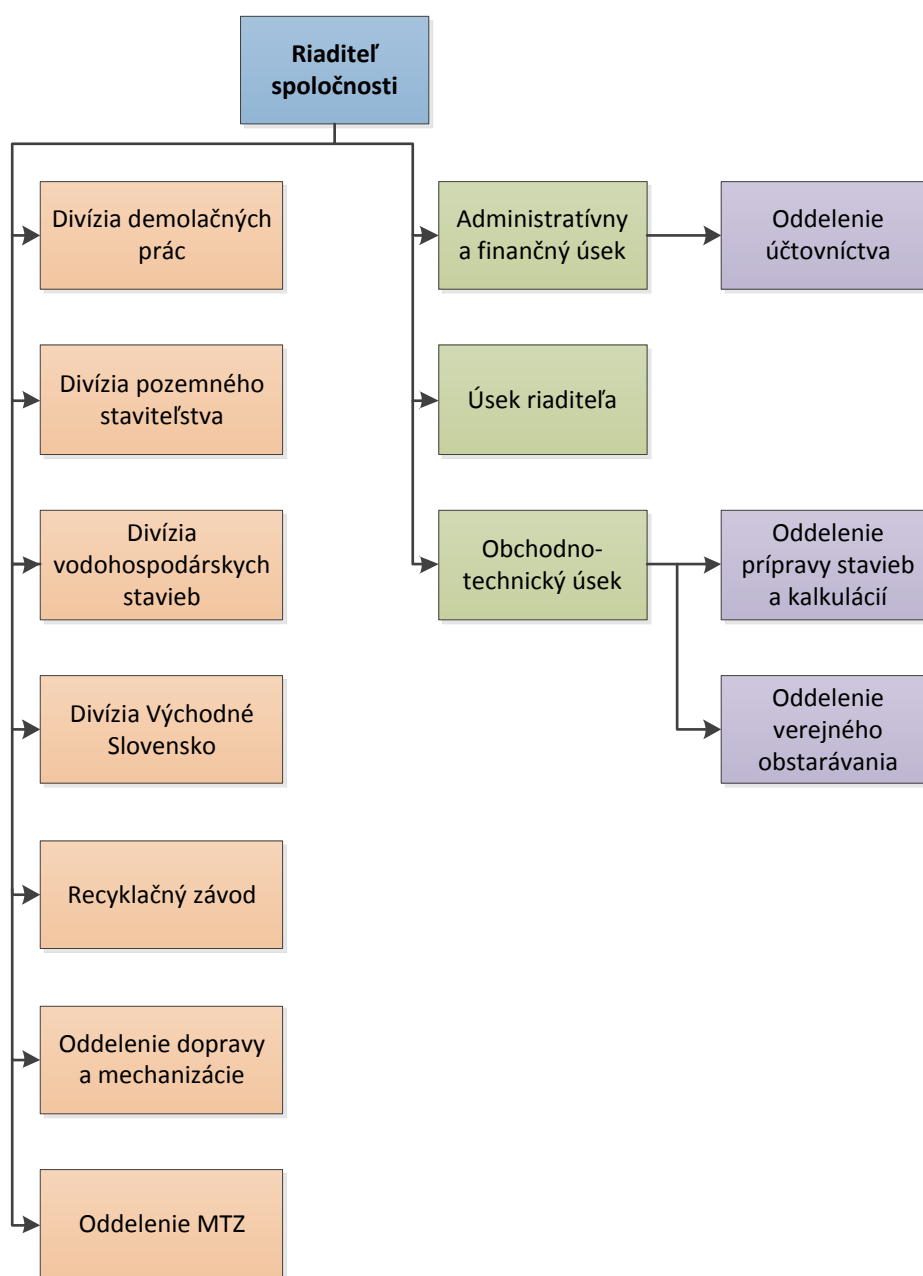 Riaditeľ
spoločnosti
Divízia demolačných
prác
Administratívny
a finančný úsek
Oddelenie
účtovníctva
Divízia pozemného
staviteľstva
Úsek riaditeľa
Divízia
vodohospodárskych
stavieb
Obchodno-
technický úsek
Oddelenie
prípravy stavieb
a kalkulácií
Divízia Východné
Slovensko
Oddelenie
verejného
obstarávania
Recyklačný závod
Oddelenie dopravy
a mechanizácie
Oddelenie MTZ